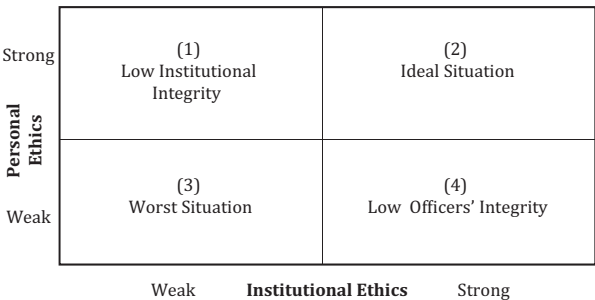 Strong
(1)
Low Institutional
Integrity
(2)
Ideal Situation
Personal
Ethics
Weak
(3)
Worst Situation
(4)
Low Officers' Integrity
Weak Institutional Ethics Strong